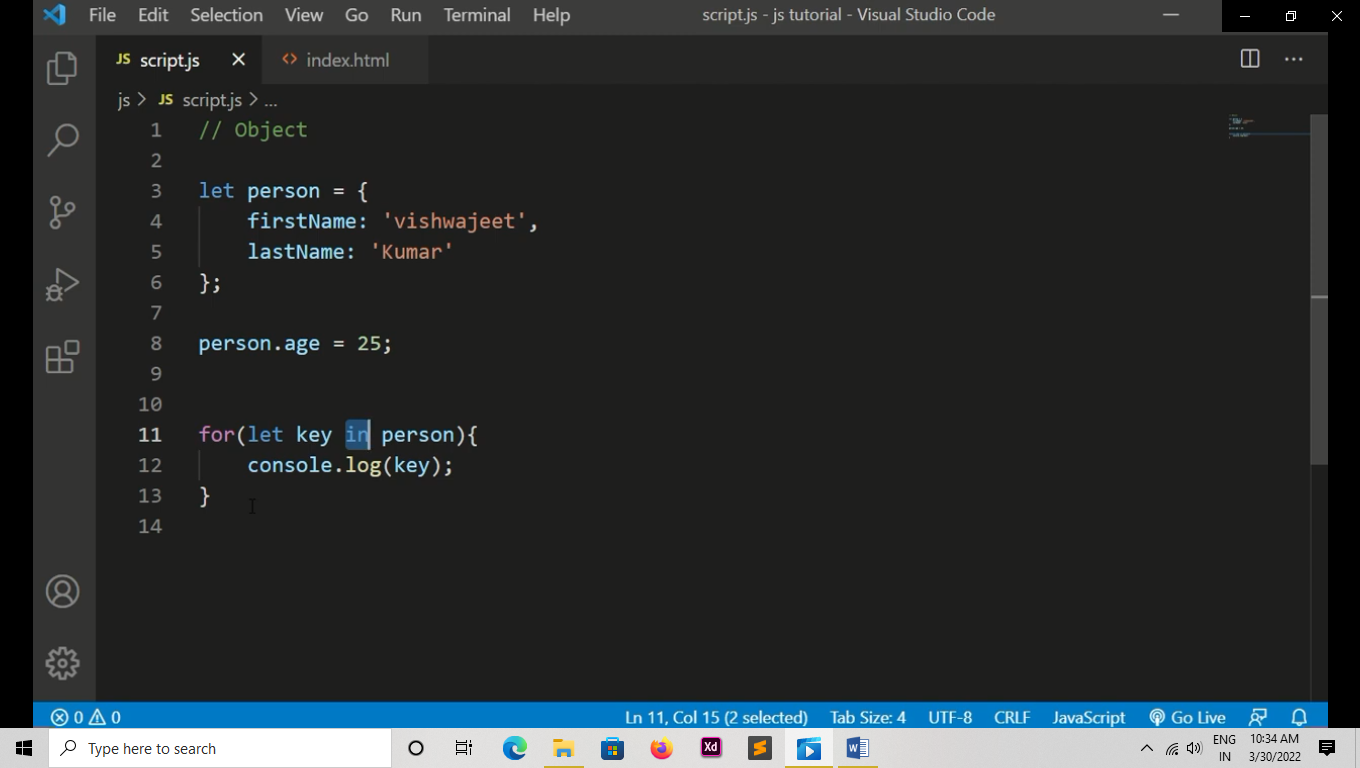 File Edit Selection View Go Run Terminal Help script.js - js tutorial - Visual Studio Code
JS script.js index.html
js > JS script.js > ...
1 // Object
2
3 let person = {
4     firstName: 'vishwajeet',
5     lastName: 'Kumar'
6 };
7
8 person.age = 25;
9
10
11 for(let key in person){
12     console.log(key);
13 }
14
0 0 Ln 11, Col 15 (2 selected) Tab Size: 4 UTF-8 CRLF JavaScript Go Live
Type here to search Xd ENG 10:34 AM
IN 3/30/2022